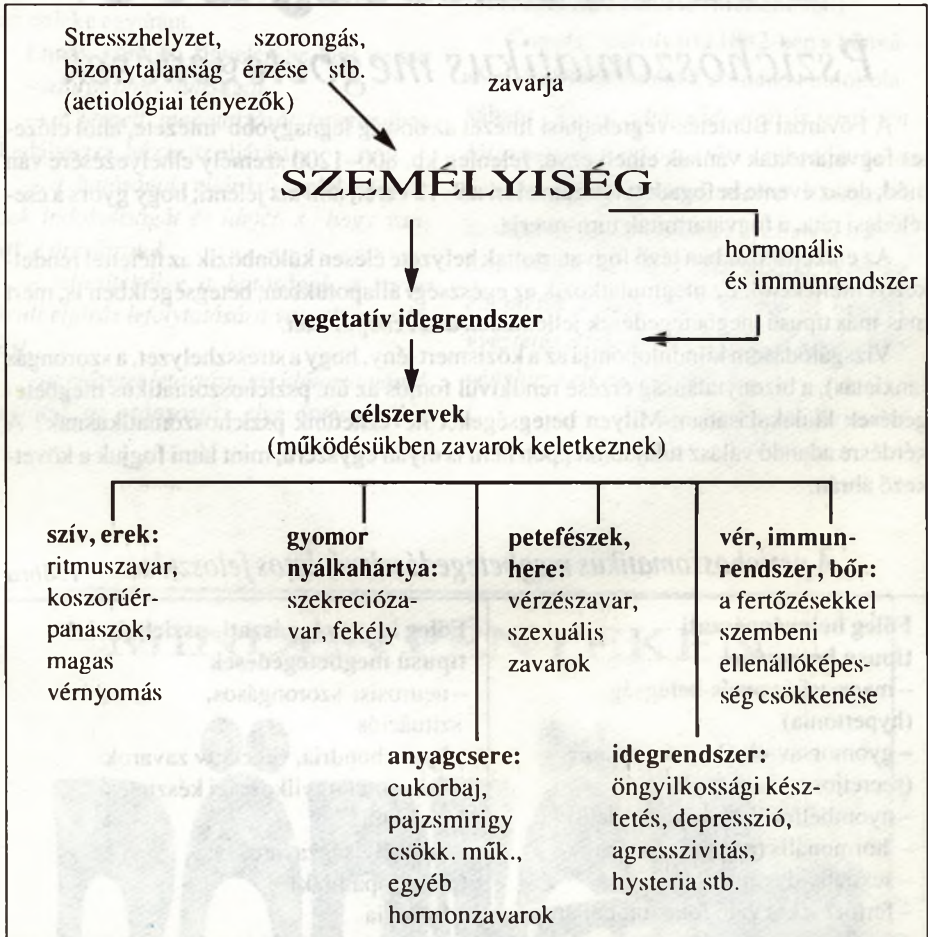 Stresszhelyzet, szorongás,
bizonytalanság érzése stb.
(aetiológiai tényezők)
zavarja
SZEMÉLYISÉG
hormonális
és immunrendszer
vegetatív idegrendszer
célszervek
(működésükben zavarok keletkeznek)
szív, erek:
ritmuszavar,
koszorúér-
panaszok,
magas
vérnyomás
gyomor
nyálkahártya:
szekrecióza-
var, fekély
petefészek,
here:
vérzészavar,
szexuális
zavarok
vér, immun-
rendszer, bőr:
a fertőzésekkel
szembeni
ellenállóképes-
ség csökkenése
anyagcsere:
cukorbaj,
pajzsmirigy
csökk. műk.,
egyéb
hormonzavarok
idegrendszer:
öngyilkossági kész-
tetés, depresszió,
agresszivitás,
hysteria stb.